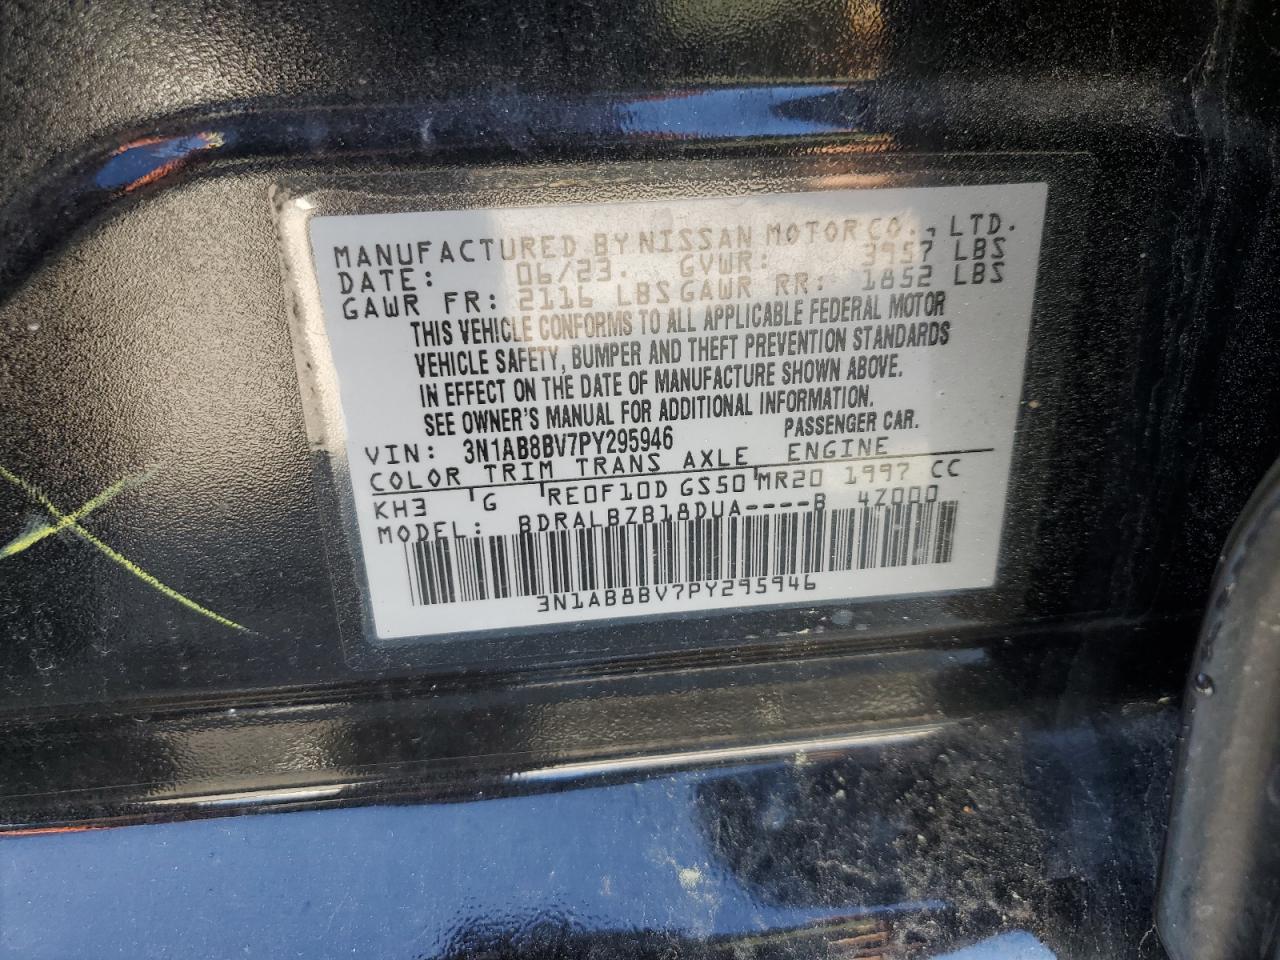 MANUFACTURED BY NISSAN MOTOR CO., LTD.
DATE: 06/23. GVWR: 3957 LBS
GAWR FR: 2116 LBS GAWR RR: 1852 LBS
THIS VEHICLE CONFORMS TO ALL APPLICABLE FEDERAL MOTOR
VEHICLE SAFETY, BUMPER AND THEFT PREVENTION STANDARDS
IN EFFECT ON THE DATE OF MANUFACTURE SHOWN ABOVE.
SEE OWNER'S MANUAL FOR ADDITIONAL INFORMATION.
VIN: 3N1AB8BV7PY295946 PASSENGER CAR.
COLOR TRIM TRANS AXLE ENGINE
KH3 G RE0F10D GS50 MR20 1997 CC
MODEL: BDRALBZB18DUA----B 4Z000
3N1AB8BV7PY295946